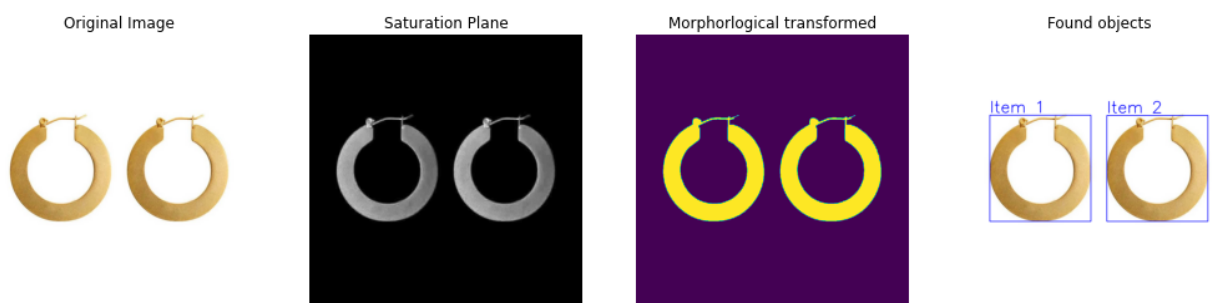 Original Image
Saturation Plane
Morphorlogical transformed
Found objects
Item 1
Item 2